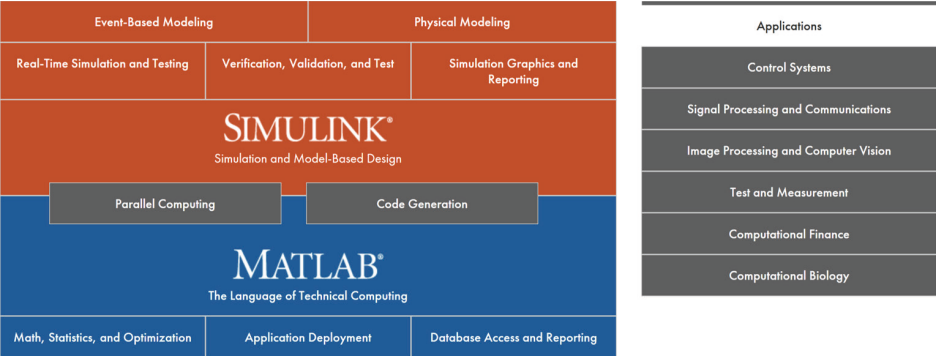 Event-Based Modeling
Physical Modeling
Real-Time Simulation and Testing
Verification, Validation, and Test
Simulation Graphics and
Reporting
SIMULINK®
Simulation and Model-Based Design
Parallel Computing
Code Generation
MATLAB®
The Language of Technical Computing
Math, Statistics, and Optimization
Application Deployment
Database Access and Reporting
Applications
Control Systems
Signal Processing and Communications
Image Processing and Computer Vision
Test and Measurement
Computational Finance
Computational Biology